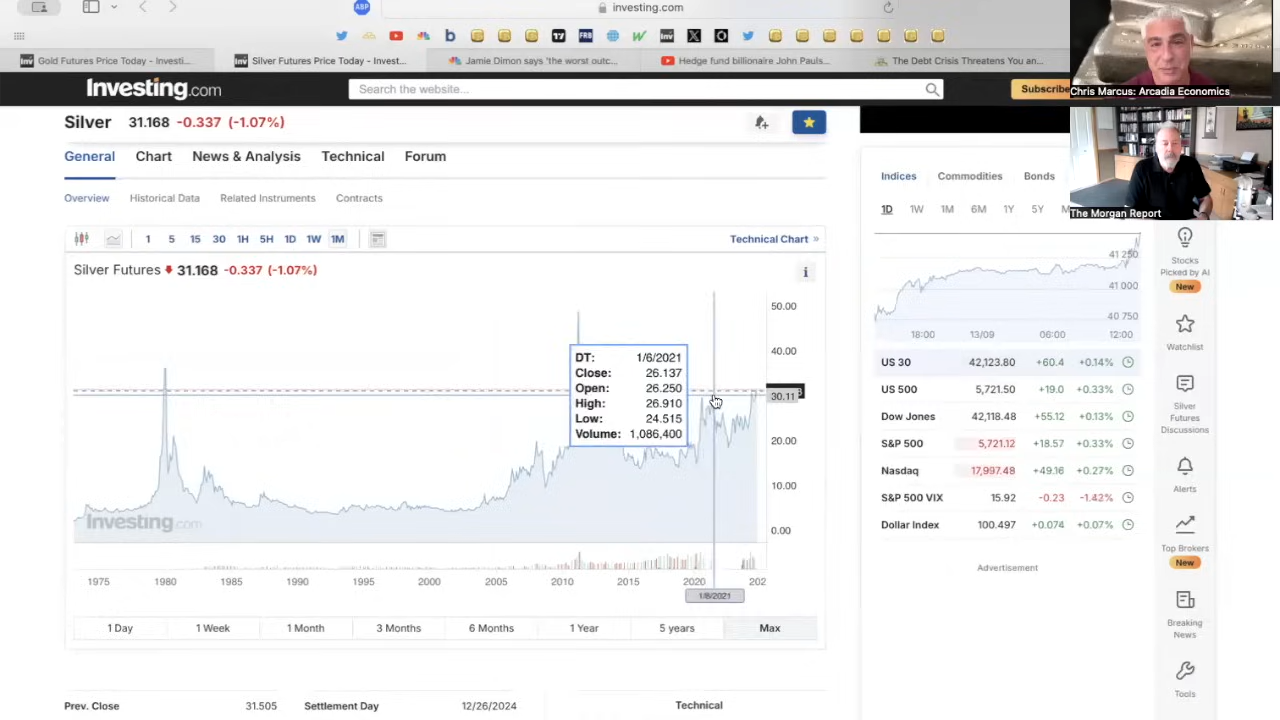 investing.com
Gold Futures Price Today - Investi...
Silver Futures Price Today - Invest...
Jamie Dimon says 'the worst outc...
Hedge fund billionaire John Pauls...
The Debt Crisis Threatens You an...
Investing.com
Search the website...
Subscribe
Chris Marcus: Arcadia Economics
The Morgan Report
Silver 31.168 -0.337 (-1.07%)
General Chart News & Analysis Technical Forum
Overview Historical Data Related Instruments Contracts
1 5 15 30 1H 5H 1D 1W 1M
Technical Chart »
Silver Futures 31.168 -0.337 (-1.07%)
i
DT: 1/6/2021
Close: 26.137
Open: 26.250
High: 26.910
Low: 24.515
Volume: 1,086,400
50.00
40.00
30.11
20.00
10.00
0.00
Investing.com
1975 1980 1985 1990 1995 2000 2005 2010 2015 2020 202
1/8/2021
1 Day 1 Week 1 Month 3 Months 6 Months 1 Year 5 years Max
Prev. Close 31.505
Settlement Day 12/26/2024
Technical
Indices Commodities Bonds
1D 1W 1M 6M 1Y 5Y M
41 250
41 000
40 750
18:00 13/09 06:00 12:00
US 30 42,123.80 +60.4 +0.14%
US 500 5,721.50 +19.0 +0.33%
Dow Jones 42,118.48 +55.12 +0.13%
S&P 500 5,721.12 +18.57 +0.33%
Nasdaq 17,997.48 +49.16 +0.27%
S&P 500 VIX 15.92 -0.23 -1.42%
Dollar Index 100.497 +0.074 +0.07%
Advertisement
Stocks
Picked by AI
New
Watchlist
Silver
Futures
Discussions
Alerts
Top Brokers
New
Breaking
News
Tools